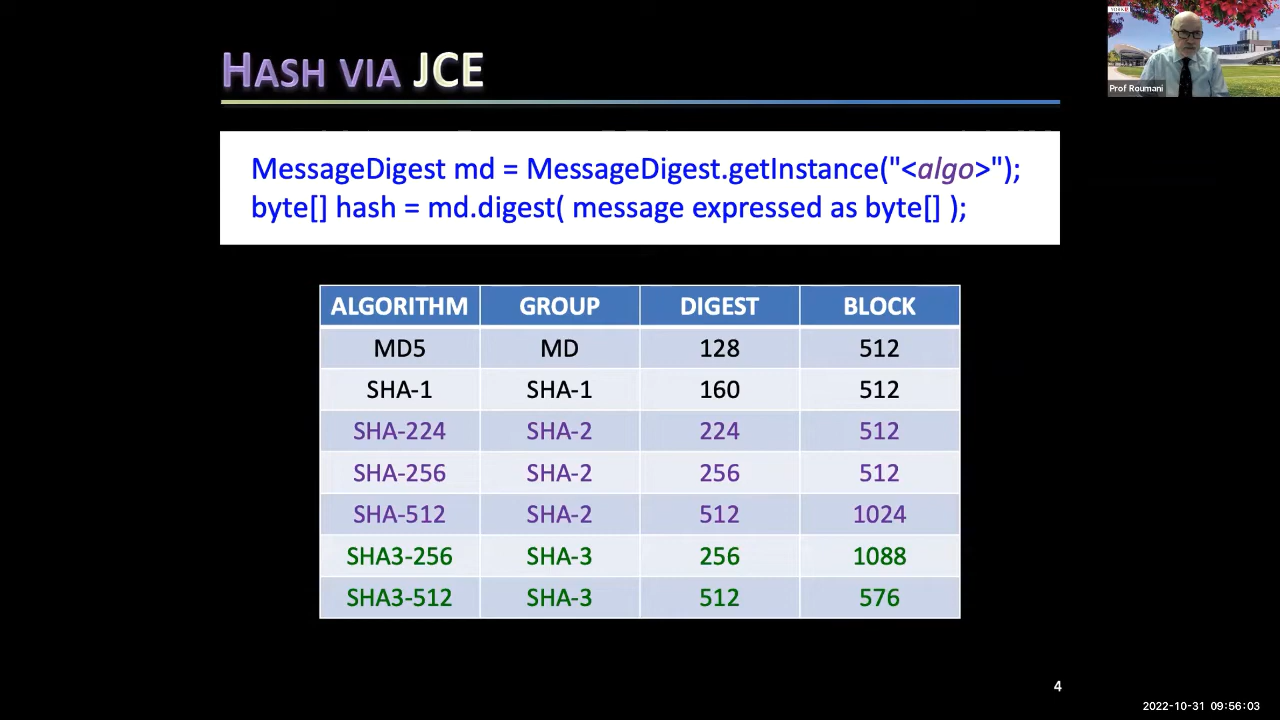 HASH VIA JCE
MessageDigest md = MessageDigest.getInstance("<algo>");
byte[] hash = md.digest( message expressed as byte[] );
ALGORITHM GROUP DIGEST BLOCK
MD5 MD 128 512
SHA-1 SHA-1 160 512
SHA-224 SHA-2 224 512
SHA-256 SHA-2 256 512
SHA-512 SHA-2 512 1024
SHA3-256 SHA-3 256 1088
SHA3-512 SHA-3 512 576
4
Prof Roumani
2022-10-31 09:56:03